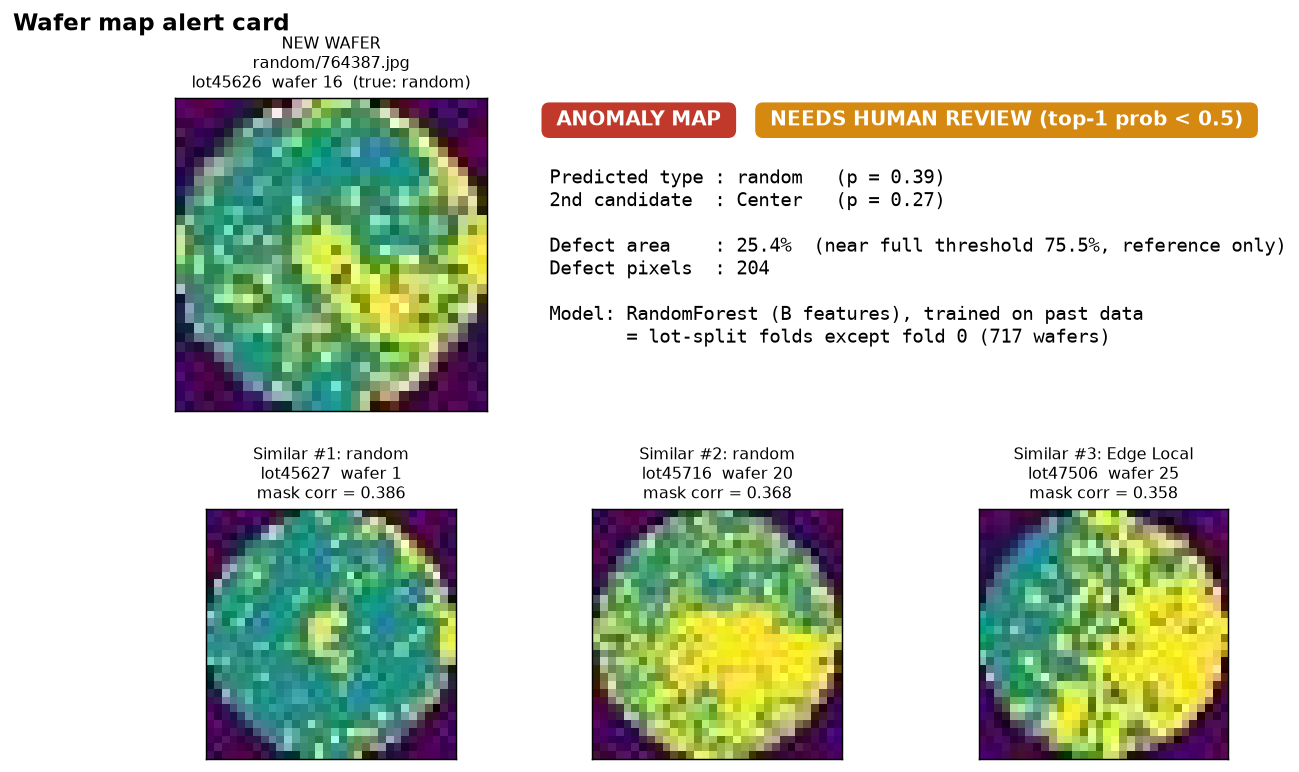 Wafer map alert card
NEW WAFER
random/764387.jpg
lot45626  wafer 16  (true: random)
ANOMALY MAP
NEEDS HUMAN REVIEW (top-1 prob < 0.5)
Predicted type : random   (p = 0.39)
2nd candidate  : Center   (p = 0.27)
Defect area    : 25.4%  (near full threshold 75.5%, reference only)
Defect pixels  : 204
Model: RandomForest (B features), trained on past data
= lot-split folds except fold 0 (717 wafers)
Similar #1: random
lot45627  wafer 1
mask corr = 0.386
Similar #2: random
lot45716  wafer 20
mask corr = 0.368
Similar #3: Edge Local
lot47506  wafer 25
mask corr = 0.358